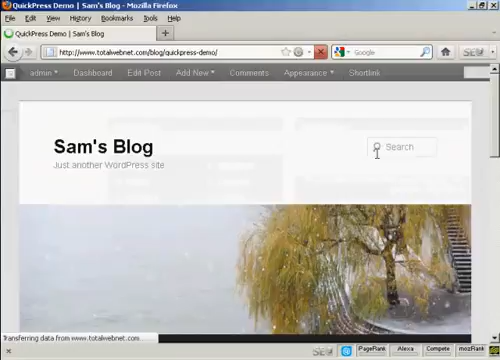 QuickPress Demo | Sam's Blog - Mozilla Firefox
File Edit View History Bookmarks Tools Help
QuickPress Demo | Sam's Blog
http://www.totalwebnet.com/blog/quickpress-demo/
Google
admin Dashboard Edit Post Add New Comments Appearance Shortlink
Sam's Blog
Search
Just another WordPress site
Transferring data from www.totalwebnet.com...
PageRank Alexa Compete mozRank